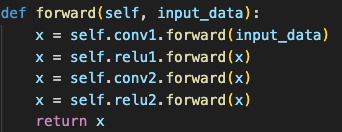 def forward(self, input_data):
    x = self.conv1.forward(input_data)
    x = self.relu1.forward(x)
    x = self.conv2.forward(x)
    x = self.relu2.forward(x)
    return x